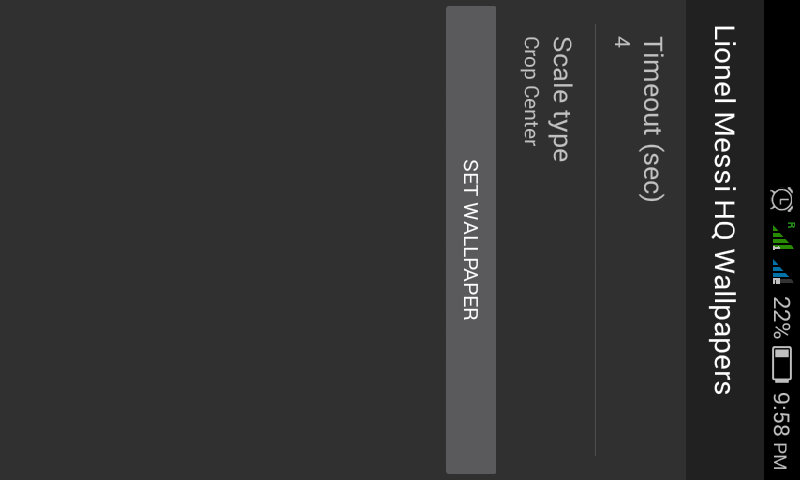 22% 9:58 PM
Lionel Messi HQ Wallpapers
Timeout (sec)
4
Scale type
Crop Center
SET WALLPAPER